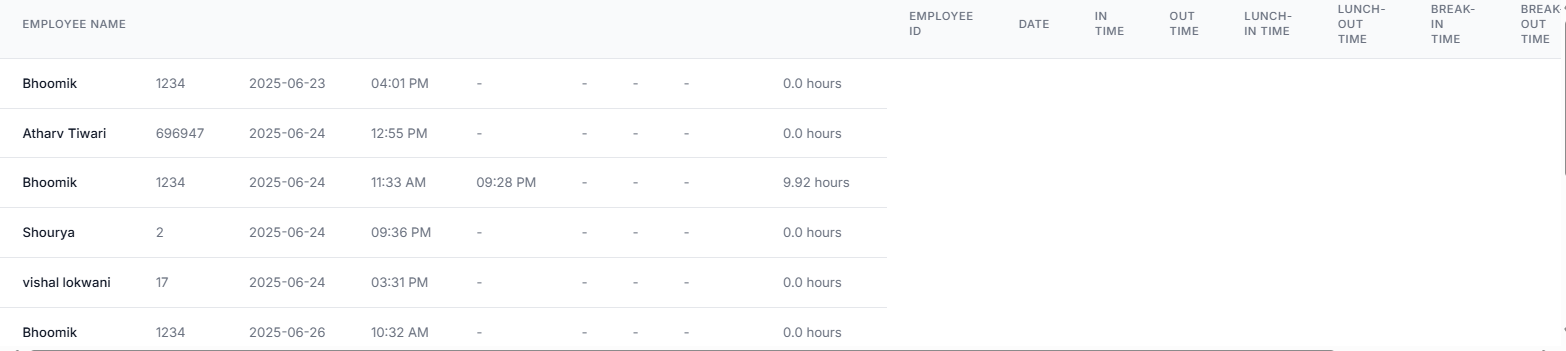 EMPLOYEE NAME EMPLOYEE ID DATE IN TIME OUT TIME LUNCH-IN TIME LUNCH-OUT TIME BREAK-IN TIME BREAK-OUT TIME
Bhoomik 1234 2025-06-23 04:01 PM - - - - 0.0 hours
Atharv Tiwari 696947 2025-06-24 12:55 PM - - - - 0.0 hours
Bhoomik 1234 2025-06-24 11:33 AM 09:28 PM - - - 9.92 hours
Shourya 2 2025-06-24 09:36 PM - - - - 0.0 hours
vishal lokwani 17 2025-06-24 03:31 PM - - - - 0.0 hours
Bhoomik 1234 2025-06-26 10:32 AM - - - - 0.0 hours